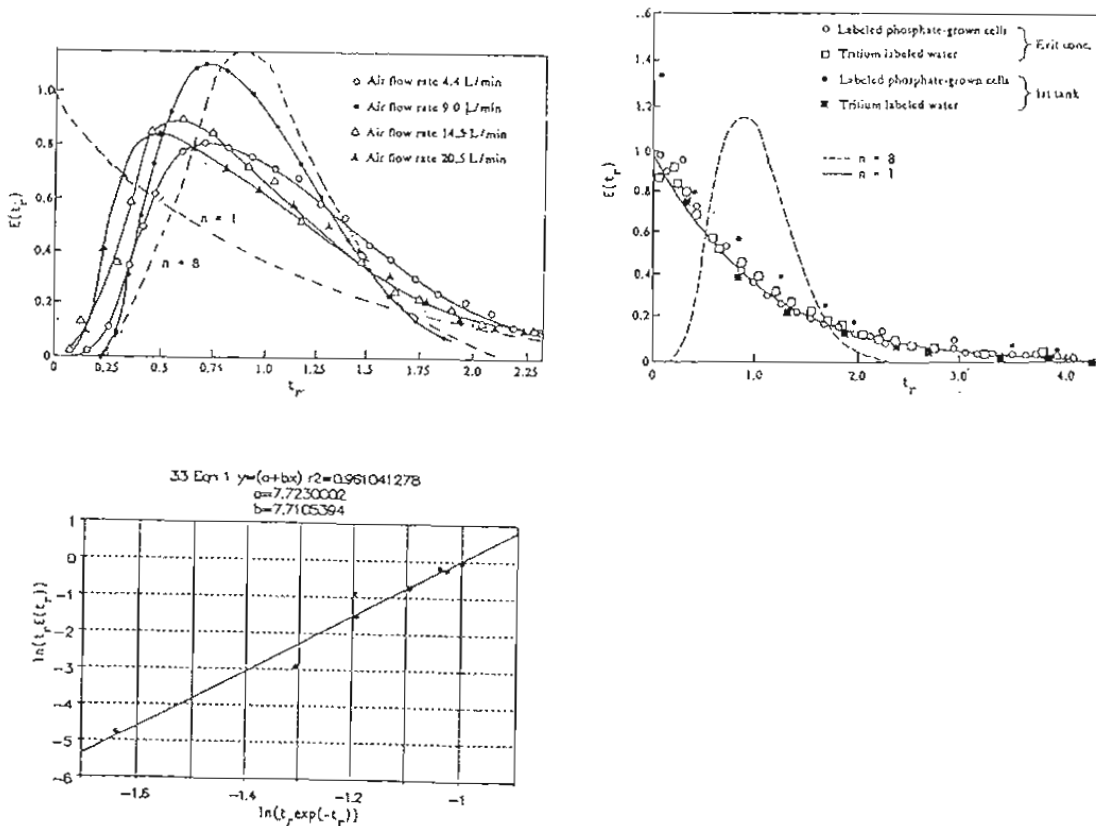 E(t_r)
1.0
0.8
0.6
0.4
0.2
0
0.25
0.5
0.75
1.0
1.25
1.5
1.75
2.0
2.25
t_r
Air flow rate 4.4 L/min
Air flow rate 9.0 L/min
Air flow rate 14.5 L/min
Air flow rate 20.5 L/min
n = 1
n = 8
E(t_r)
1.6
1.4
1.2
1.0
0.8
0.6
0.4
0.2
0
0
1.0
2.0
3.0
4.0
t_r
Labeled phosphate-grown cells
Tritium labeled water
Exit conc.
Labeled phosphate-grown cells
Tritium labeled water
1st tank
n = 8
n = 1
33 Eqn 1 y=(a+bx) r2=0.961041278
a=7.7230002
b=7.7105394
ln(t_rE(t_r))
1
0
-1
-2
-3
-4
-5
-6
-1.6
-1.4
-1.2
-1
ln(t_rexp(-t_r))